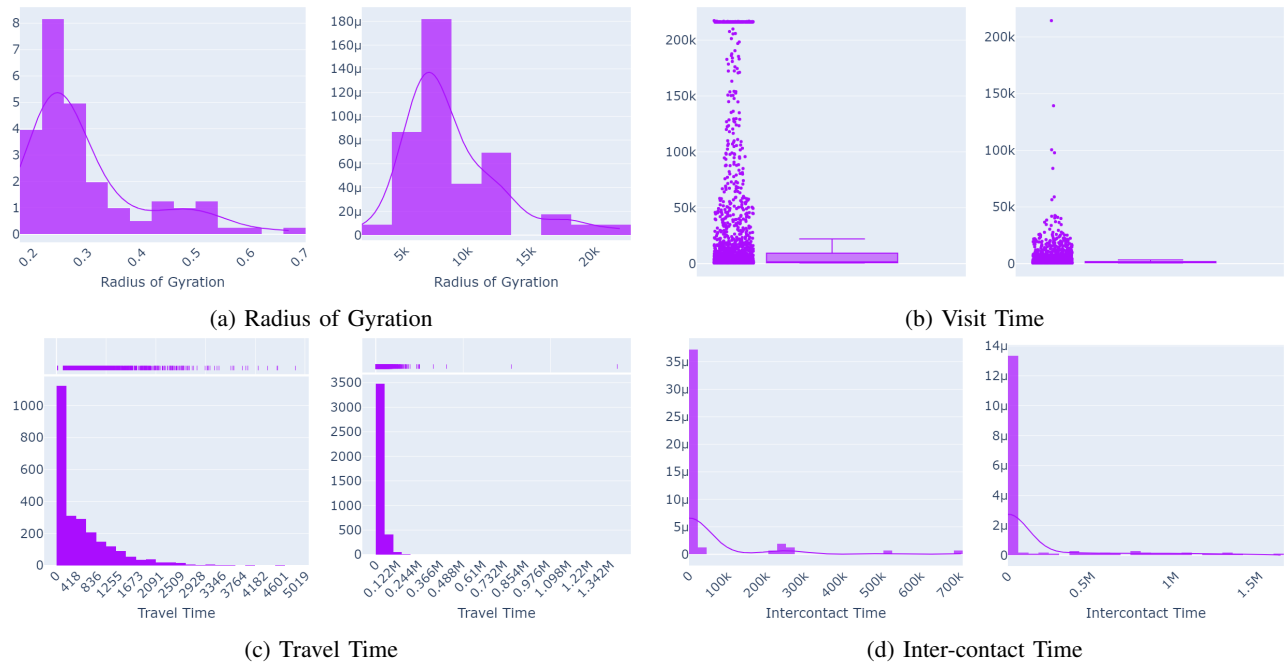 8
7
6
5
4
3
2
1
0
0.2
0.3
0.4
0.5
0.6
0.7
Radius of Gyration
180μ
160μ
140μ
120μ
100μ
80μ
60μ
40μ
20μ
0
5k
10k
15k
20k
Radius of Gyration
(a) Radius of Gyration
200k
150k
100k
50k
0
200k
150k
100k
50k
0
(b) Visit Time
1000
800
600
400
200
0
0
418
836
1255
1673
2091
2509
2928
3346
3764
4182
4601
5019
Travel Time
3500
3000
2500
2000
1500
1000
500
0
0
0.122M
0.244M
0.366M
0.488M
0.61M
0.732M
0.854M
0.976M
1.098M
1.22M
1.342M
Travel Time
(c) Travel Time
35μ
30μ
25μ
20μ
15μ
10μ
5μ
0
0
100k
200k
300k
400k
500k
600k
700k
Intercontact Time
14μ
12μ
10μ
8μ
6μ
4μ
2μ
0
0
0.5M
1M
1.5M
Intercontact Time
(d) Inter-contact Time